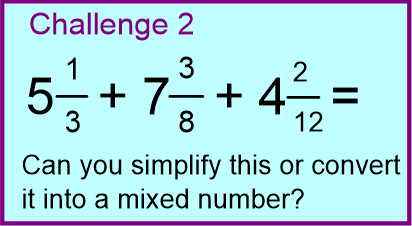 Challenge 2
5 1/3 + 7 3/8 + 4 2/12 =
Can you simplify this or convert
it into a mixed number?